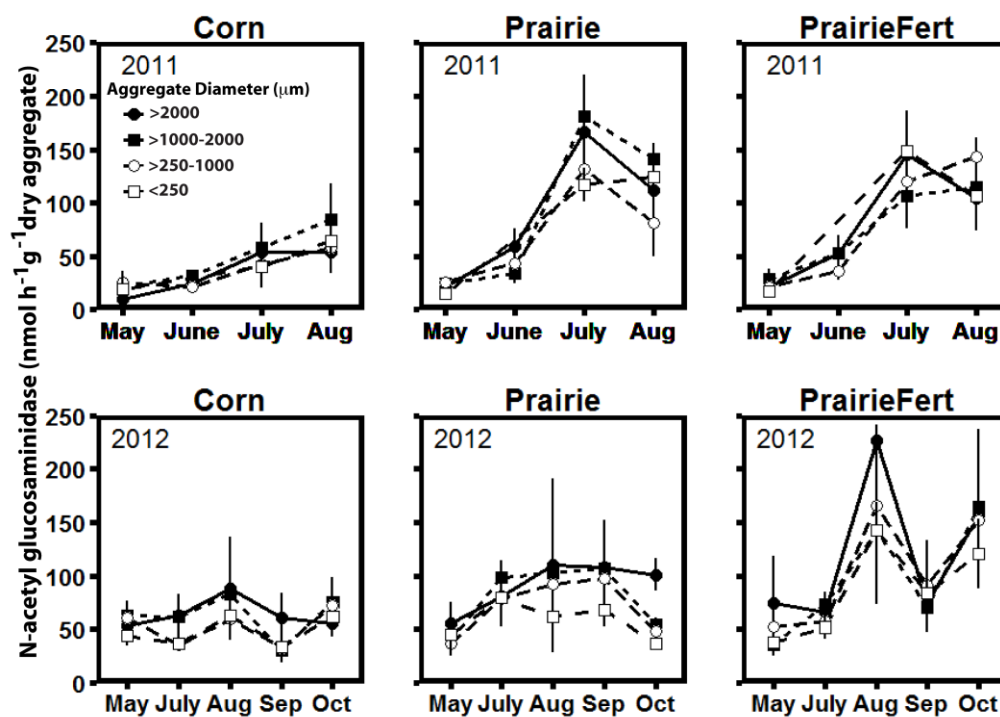 N-acetyl glucosaminidase (nmol h⁻¹g⁻¹dry aggregate)
Corn
2011
Aggregate Diameter (μm)
>2000
>1000-2000
>250-1000
<250
250
200
150
100
50
0
May June July Aug
Prairie
2011
May June July Aug
PrairieFert
2011
May June July Aug
Corn
2012
250
200
150
100
50
0
May July Aug Sep Oct
Prairie
2012
May July Aug Sep Oct
PrairieFert
2012
May July Aug Sep Oct